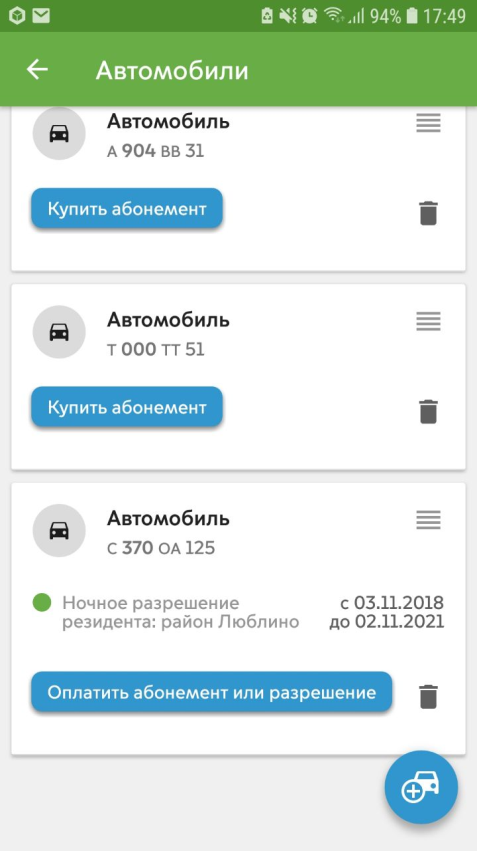 94% 17:49
Автомобили
Автомобиль
А 904 ВВ 31
Купить абонемент
Автомобиль
Т 000 ТТ 51
Купить абонемент
Автомобиль
С 370 ОА 125
Ночное разрешение с 03.11.2018
резидента: район Люблино до 02.11.2021
Оплатить абонемент или разрешение